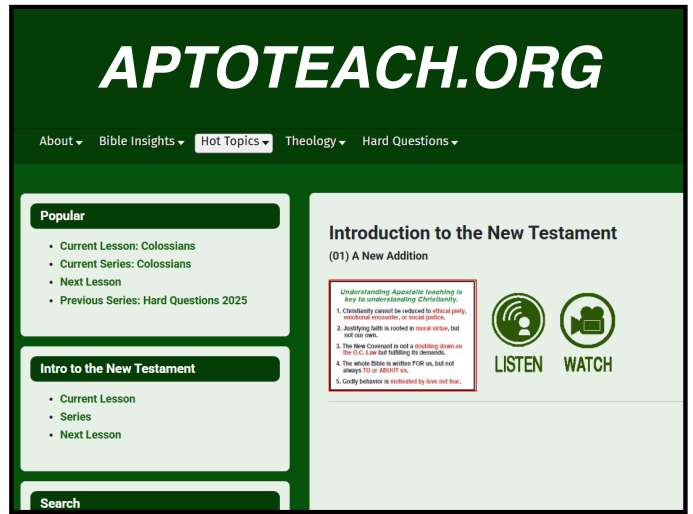 APTOTEACH.ORG
About Bible Insights Hot Topics Theology Hard Questions
Popular
Current Lesson: Colossians
Current Series: Colossians
Next Lesson
Previous Series: Hard Questions 2025
Intro to the New Testament
Current Lesson
Series
Next Lesson
Search
Introduction to the New Testament
(01) A New Addition
Understanding Apostolic teaching is
key to understanding Christianity.
1. Christianity cannot be reduced to ethical piety,
emotional encounter, or social justice.
2. Justifying faith is rooted in moral virtue, but
not our own.
3. The New Covenant is not a doubling down on
the O.C. Law but fulfilling its demands.
4. The whole Bible is written FOR us, but not
always TO or ABOUT us.
5. Godly behavior is motivated by love not fear.
LISTEN WATCH